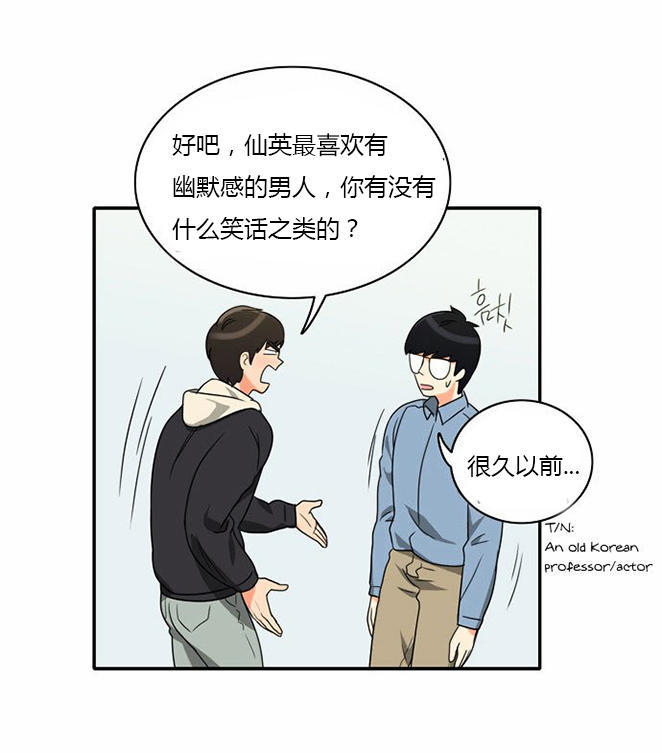 好吧，仙英最喜欢有
幽默感的男人，你有没有
什么笑话之类的？
흠칫
很久以前...
T/N:
An old Korean
professor/actor